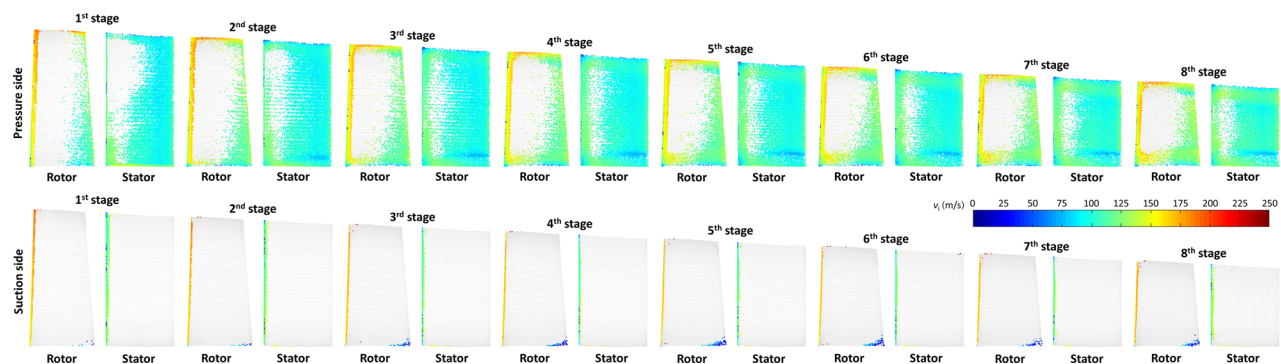 1st stage
2nd stage
3rd stage
4th stage
5th stage
6th stage
7th stage
8th stage
Pressure side
Rotor Stator Rotor Stator Rotor Stator Rotor Stator Rotor Stator Rotor Stator Rotor Stator Rotor Stator
vi (m/s) 0 25 50 75 100 125 150 175 200 225 250
1st stage
2nd stage
3rd stage
4th stage
5th stage
6th stage
7th stage
8th stage
Suction side
Rotor Stator Rotor Stator Rotor Stator Rotor Stator Rotor Stator Rotor Stator Rotor Stator Rotor Stator